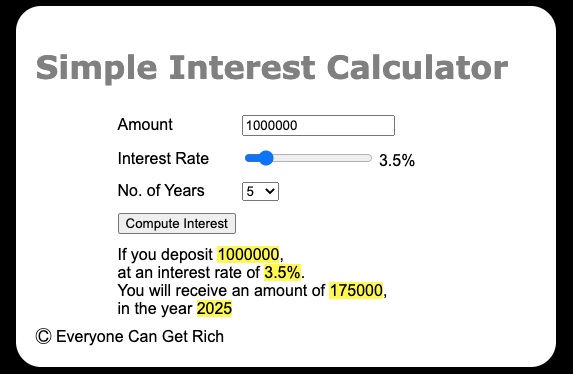 Simple Interest Calculator
Amount 1000000
Interest Rate 3.5%
No. of Years 5
Compute Interest
If you deposit 1000000,
at an interest rate of 3.5%.
You will receive an amount of 175000,
in the year 2025
Ⓒ Everyone Can Get Rich